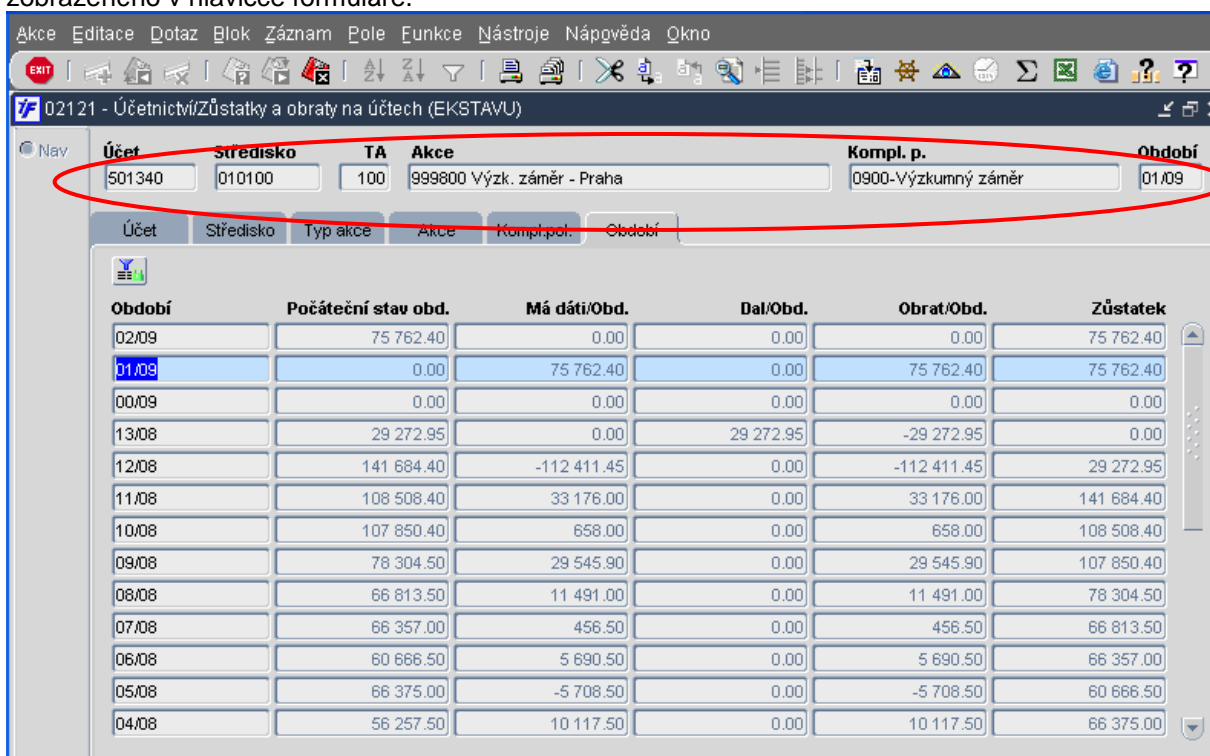 zobrazeného v hlavičce formuláře.
Akce Editace Dotaz Blok Záznam Pole Funkce Nástroje Nápověda Okno
EXIT
02121 - Účetnictví/Zůstatky a obraty na účtech (EKSTAVU)
Nav Účet Středisko TA Akce Kompl. p. Období
501340 010100 100 999800 Výzk. záměr - Praha 0900-Výzkumný záměr 01/09
Účet Středisko Typ akce Akce Kompl.pol. Období
Období Počáteční stav obd. Má dáti/Obd. Dal/Obd. Obrat/Obd. Zůstatek
02/09 75 762.40 0.00 0.00 0.00 75 762.40
01/09 0.00 75 762.40 0.00 75 762.40 75 762.40
00/09 0.00 0.00 0.00 0.00 0.00
13/08 29 272.95 0.00 29 272.95 -29 272.95 0.00
12/08 141 684.40 -112 411.45 0.00 -112 411.45 29 272.95
11/08 108 508.40 33 176.00 0.00 33 176.00 141 684.40
10/08 107 850.40 658.00 0.00 658.00 108 508.40
09/08 78 304.50 29 545.90 0.00 29 545.90 107 850.40
08/08 66 813.50 11 491.00 0.00 11 491.00 78 304.50
07/08 66 357.00 456.50 0.00 456.50 66 813.50
06/08 60 666.50 5 690.50 0.00 5 690.50 66 357.00
05/08 66 375.00 -5 708.50 0.00 -5 708.50 60 666.50
04/08 56 257.50 10 117.50 0.00 10 117.50 66 375.00